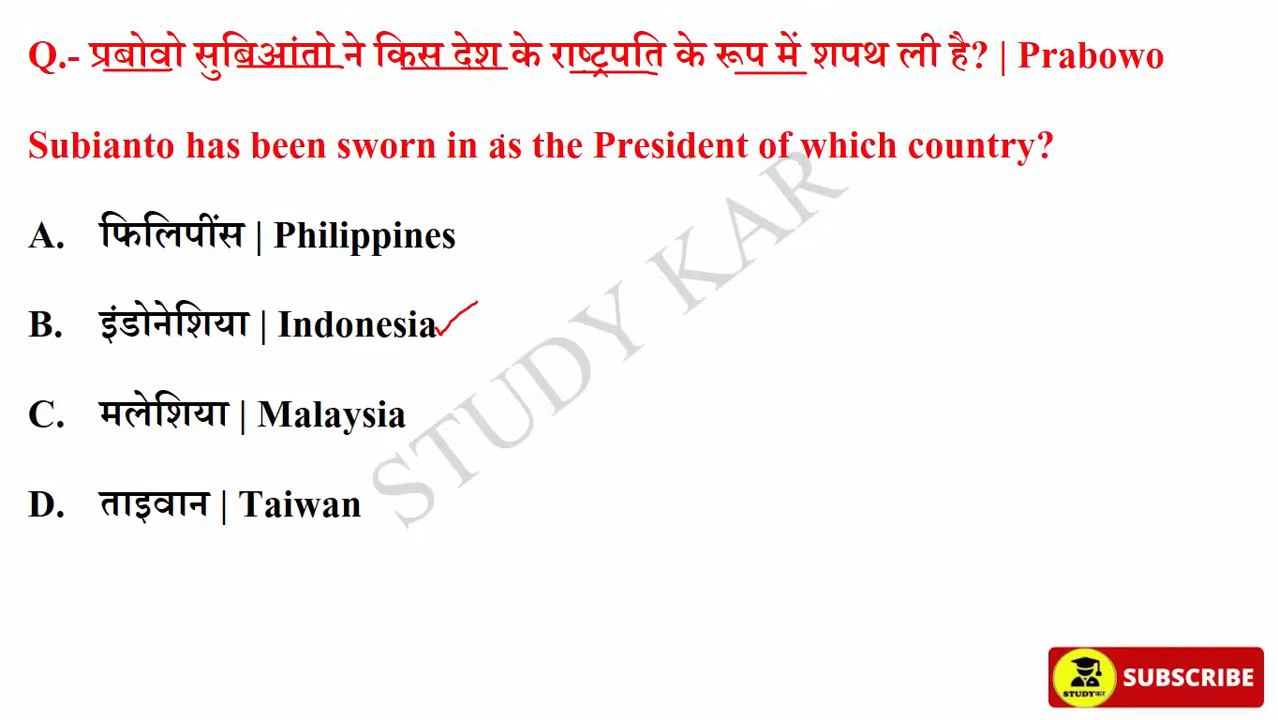 Q.- प्रबोवो सुबिआंतो ने किस देश के राष्ट्रपति के रूप में शपथ ली है? | Prabowo
Subianto has been sworn in as the President of which country?
A. फिलिपींस | Philippines
B. इंडोनेशिया | Indonesia
C. मलेशिया | Malaysia
D. ताइवान | Taiwan
STUDY KAR
STUDYकर
SUBSCRIBE